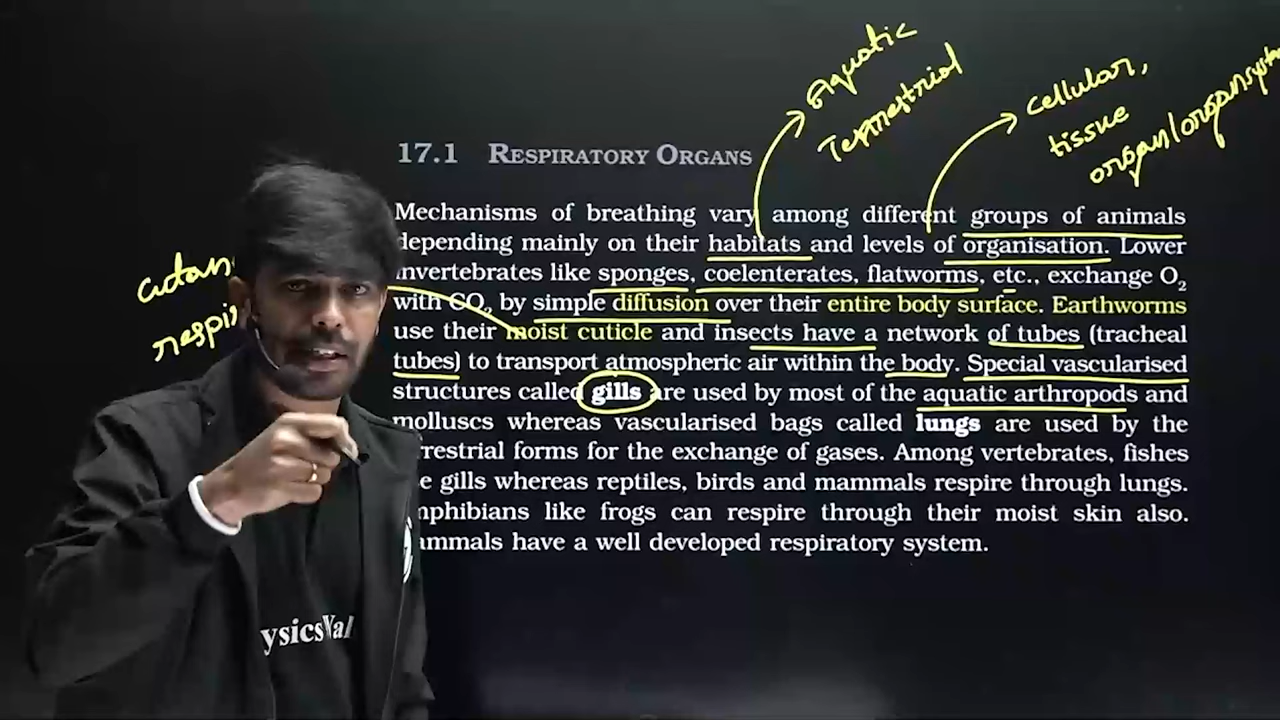 Aquatic
Terrestrial
cellular,
tissue
organ/organsystem
17.1 RESPIRATORY ORGANS
Mechanisms of breathing vary among different groups of animals
depending mainly on their habitats and levels of organisation. Lower
invertebrates like sponges, coelenterates, flatworms, etc., exchange O₂
with CO₂ by simple diffusion over their entire body surface. Earthworms
use their moist cuticle and insects have a network of tubes (tracheal
tubes) to transport atmospheric air within the body. Special vascularised
structures called gills are used by most of the aquatic arthropods and
molluscs whereas vascularised bags called lungs are used by the
terrestrial forms for the exchange of gases. Among vertebrates, fishes
gills whereas reptiles, birds and mammals respire through lungs.
mphibians like frogs can respire through their moist skin also.
ammals have a well developed respiratory system.
cutan
respi
ysicsWal